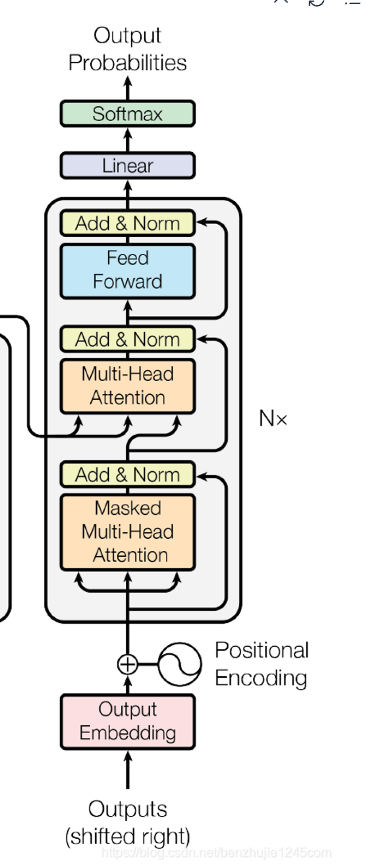 Output
Probabilities
Softmax
Linear
Add & Norm
Feed
Forward
Add & Norm
Multi-Head
Attention
N×
Add & Norm
Masked
Multi-Head
Attention
Positional
Encoding
Output
Embedding
Outputs
(shifted right)
https://blog.csdn.net/benzhujie1245com